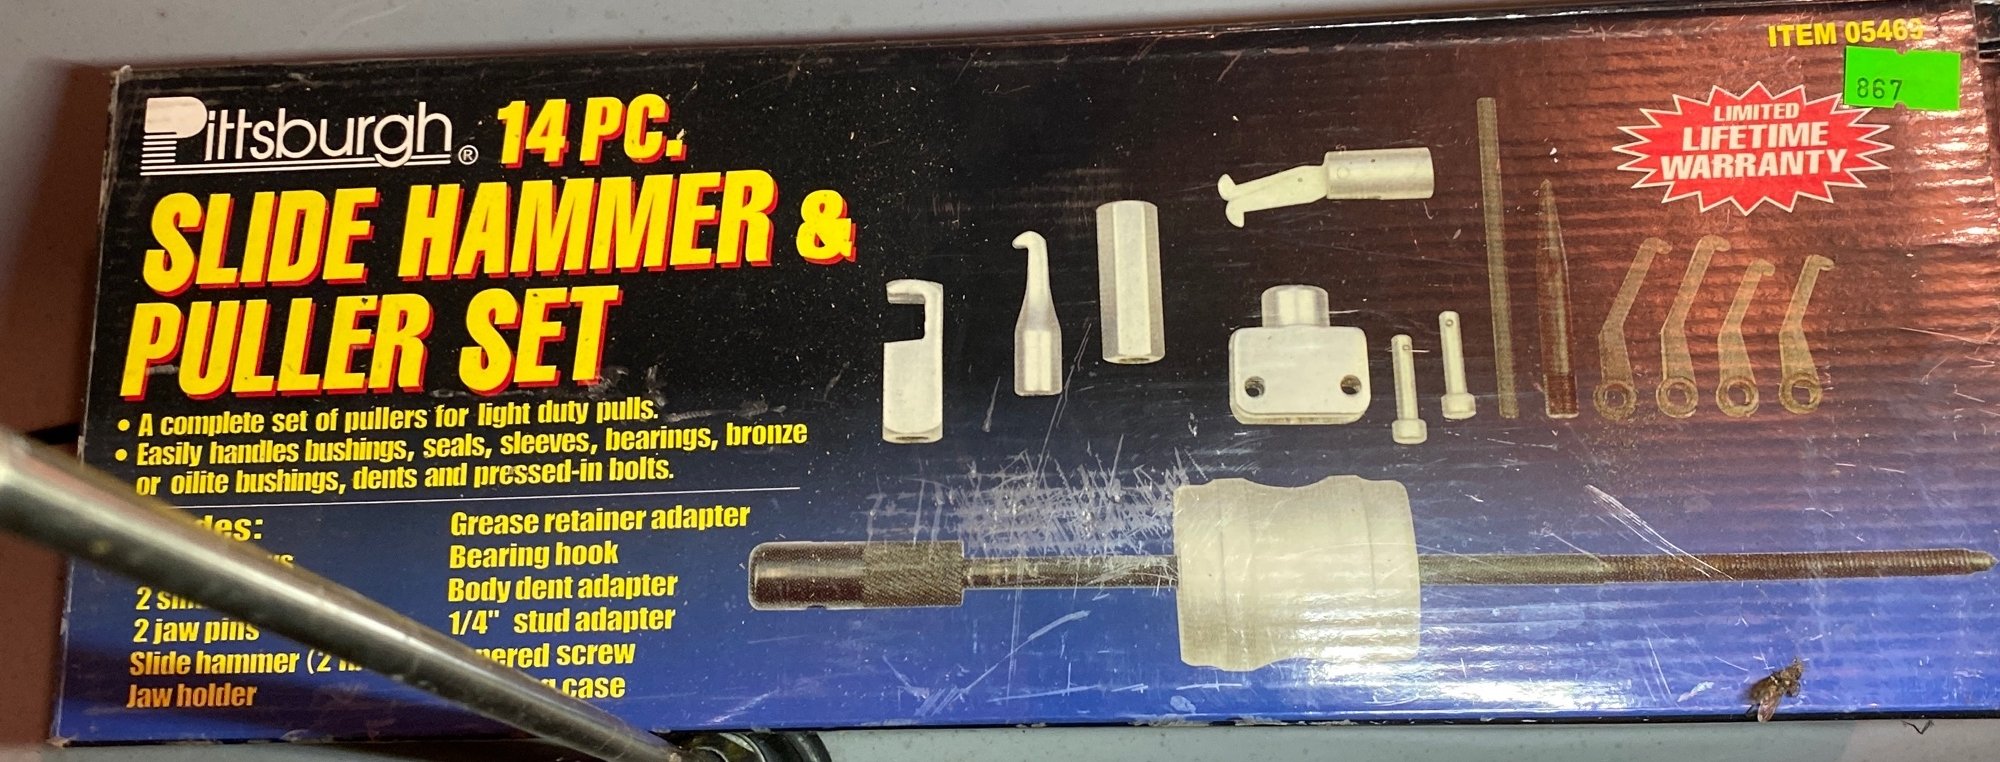 ITEM 05469
867
Pittsburgh® 14 PC.
SLIDE HAMMER &
PULLER SET
LIMITED
LIFETIME
WARRANTY
• A complete set of pullers for light duty pulls.
• Easily handles bushings, seals, sleeves, bearings, bronze
or oilite bushings, dents and pressed-in bolts.
2
2 jaw pins
Slide hammer (2
Jaw holder
Grease retainer adapter
Bearing hook
Body dent adapter
1/4" stud adapter
screw
case